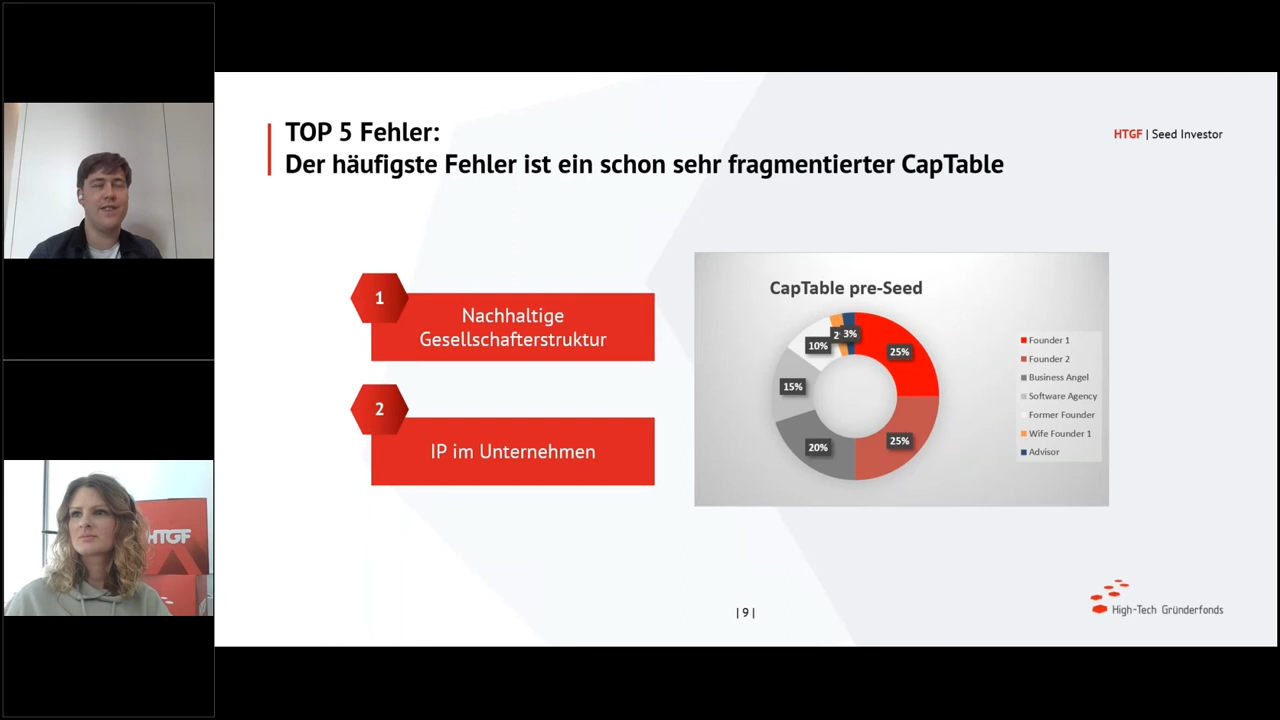 TOP 5 Fehler:
Der häufigste Fehler ist ein schon sehr fragmentierter CapTable
HTGF | Seed Investor
1
Nachhaltige
Gesellschafterstruktur
2
IP im Unternehmen
CapTable pre-Seed
25%
25%
20%
15%
10%
2
3%
Founder 1
Founder 2
Business Angel
Software Agency
Former Founder
Wife Founder 1
Advisor
HTGF
| 9 |
High-Tech Gründerfonds